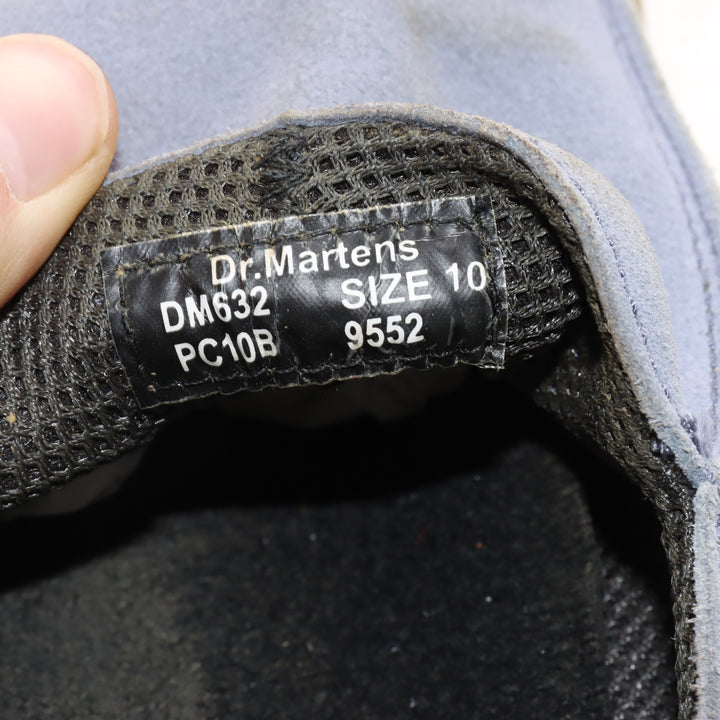 Dr.Martens
DM632 SIZE 10
PC10B 9552